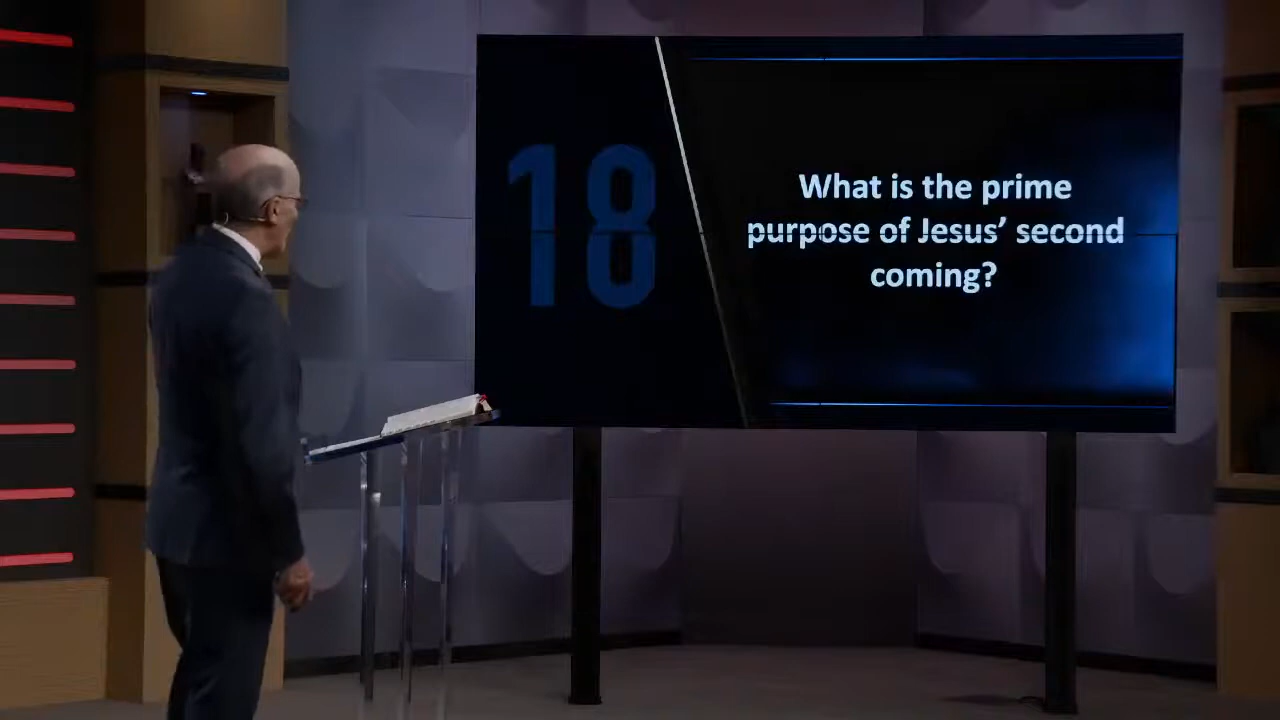 18
What is the prime
purpose of Jesus’ second
coming?